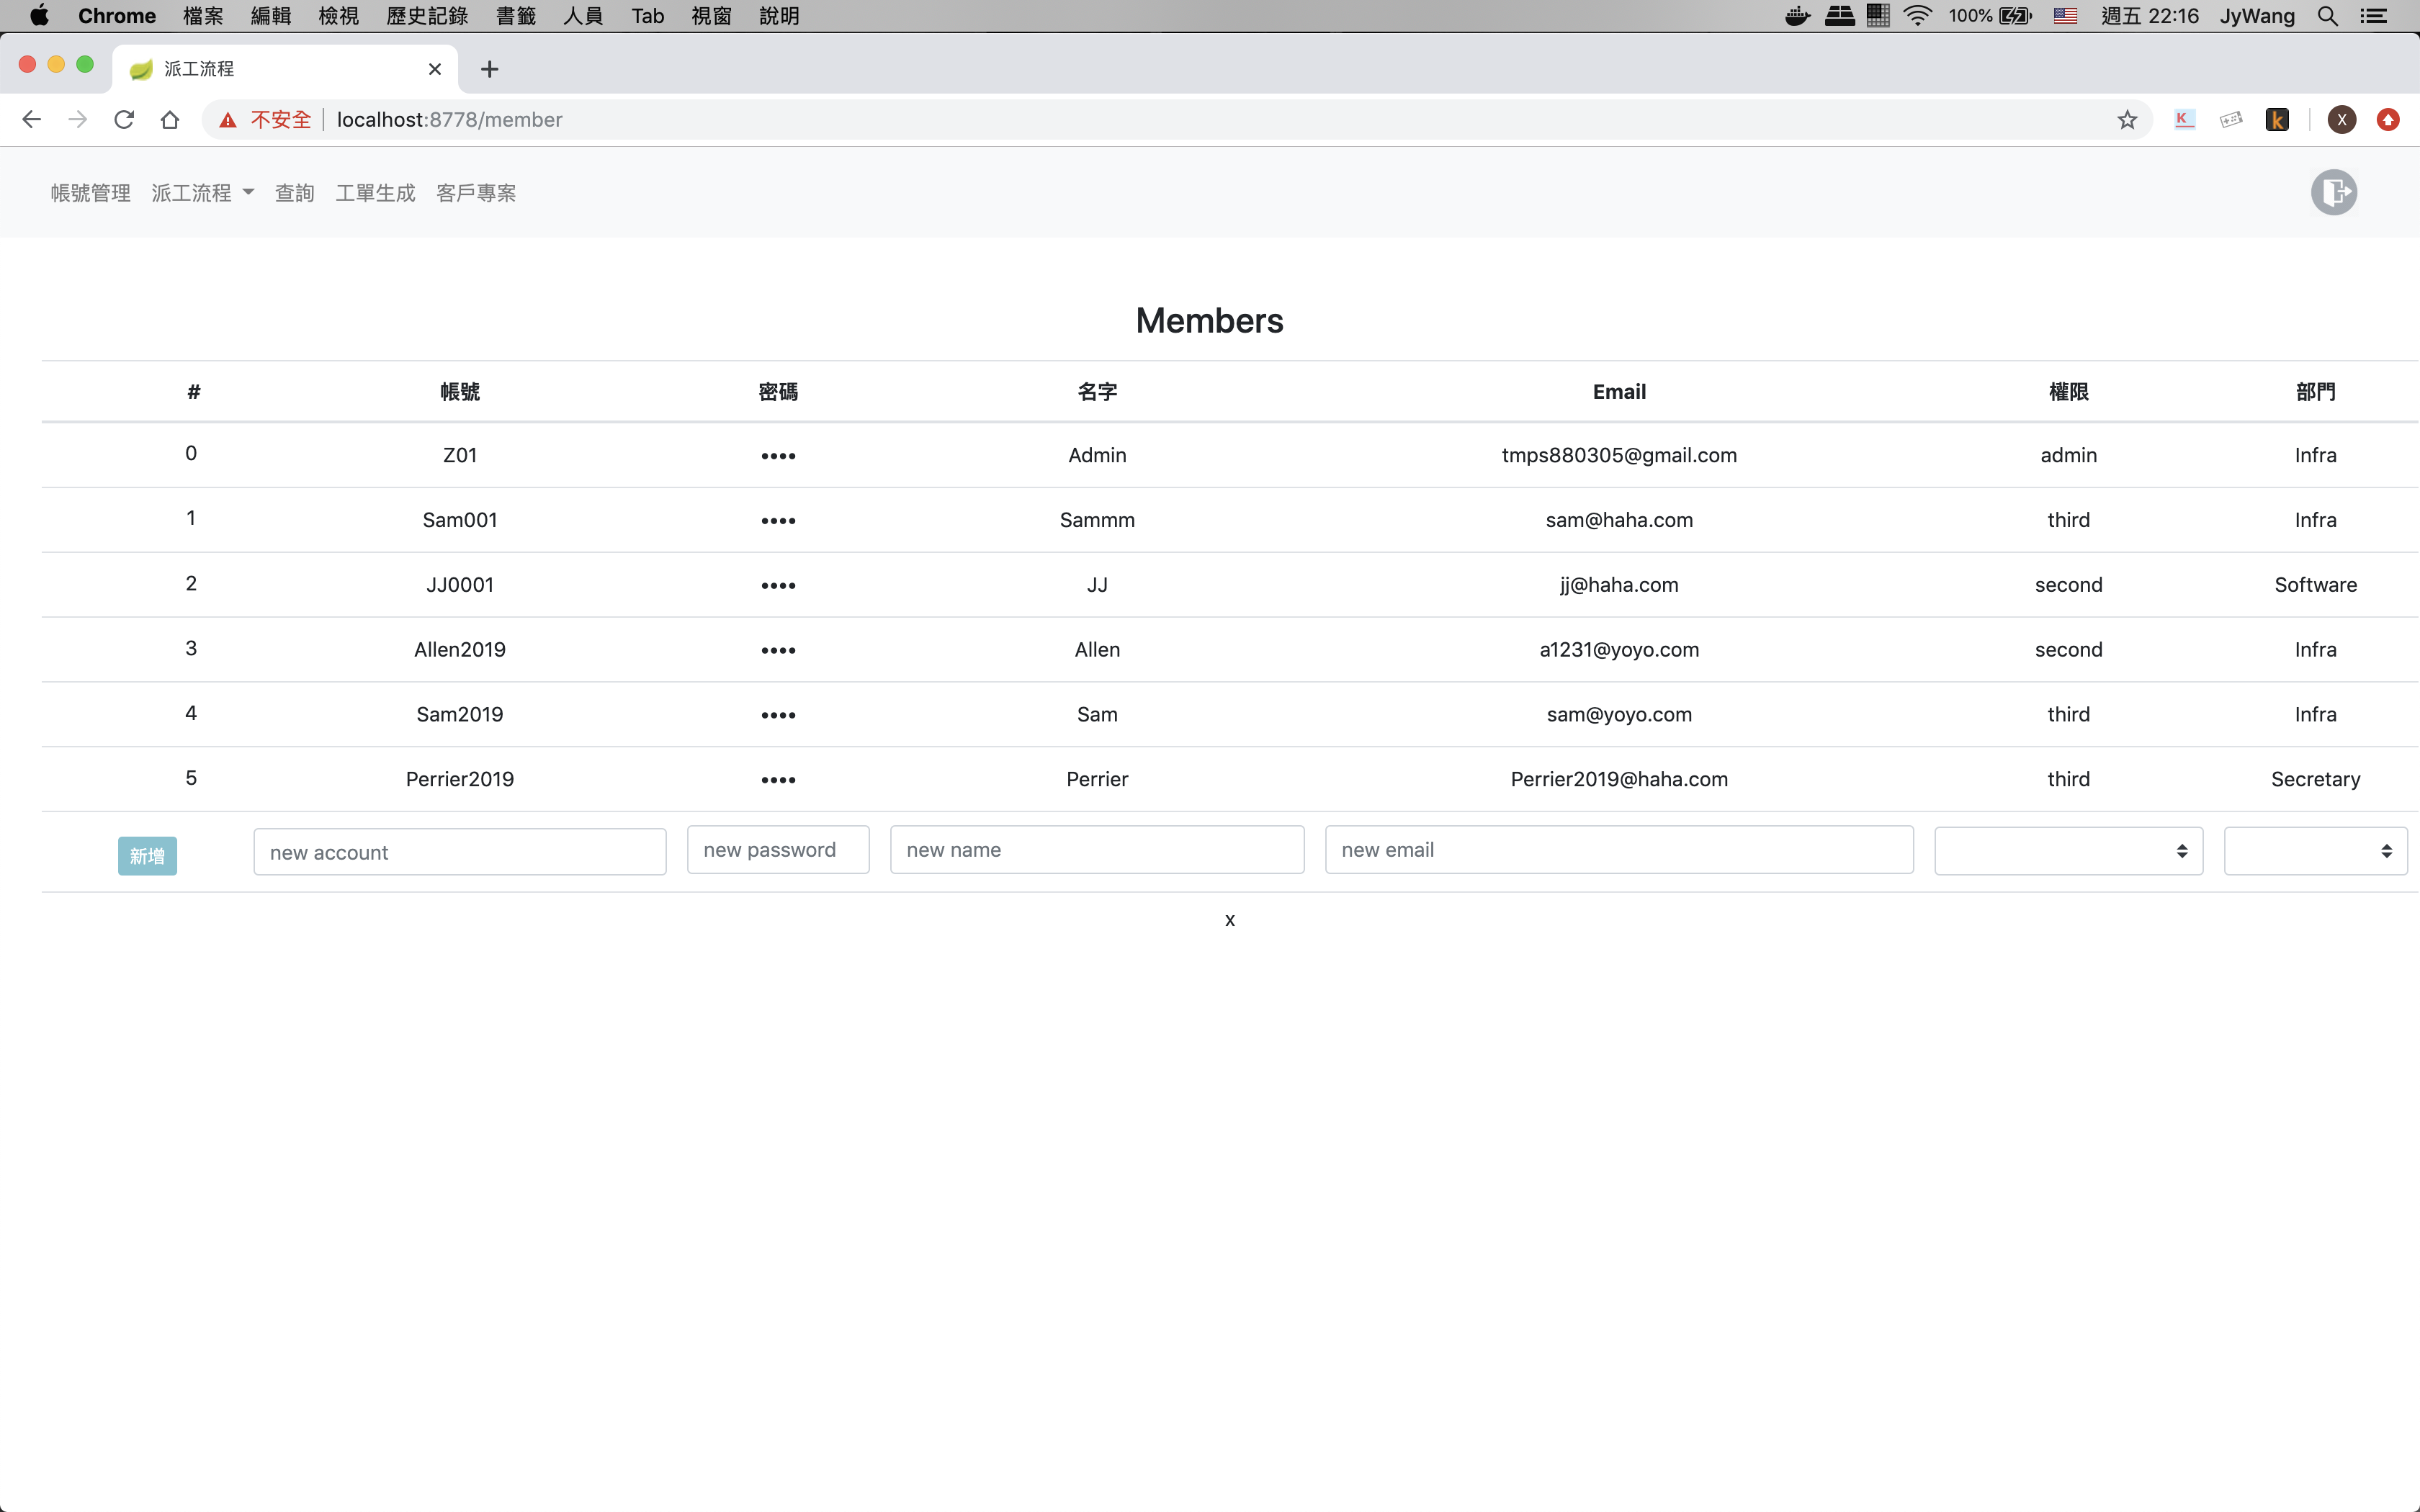 Chrome 檔案 編輯 檢視 歷史記錄 書籤 人員 Tab 視窗 說明 100% 週五 22:16 JyWang
派工流程
不安全 localhost:8778/member K k X
帳號管理 派工流程 查詢 工單生成 客戶專案
Members
# 帳號 密碼 名字 Email 權限 部門
0 Z01 •••• Admin tmps880305@gmail.com admin Infra
1 Sam001 •••• Sammm sam@haha.com third Infra
2 JJ0001 •••• JJ jj@haha.com second Software
3 Allen2019 •••• Allen a1231@yoyo.com second Infra
4 Sam2019 •••• Sam sam@yoyo.com third Infra
5 Perrier2019 •••• Perrier Perrier2019@haha.com third Secretary
新增 new account new password new name new email
x